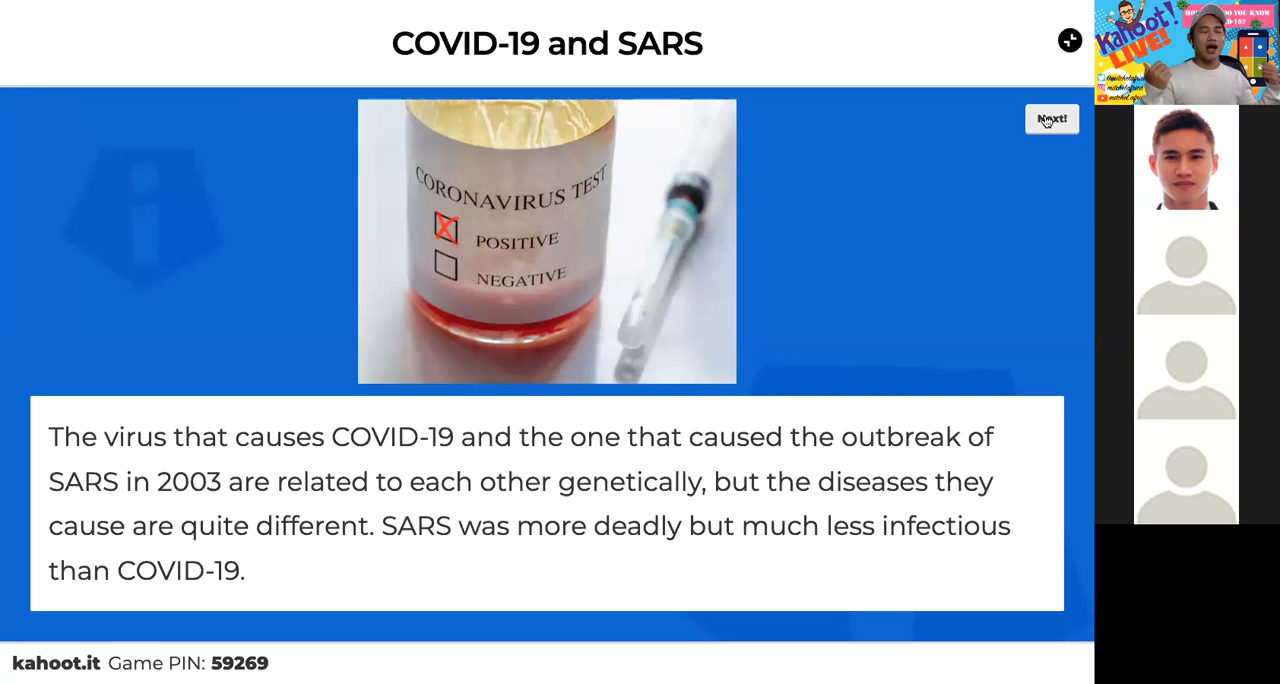 COVID-19 and SARS
Next!
CORONAVIRUS TEST
POSITIVE
NEGATIVE
The virus that causes COVID-19 and the one that caused the outbreak of
SARS in 2003 are related to each other genetically, but the diseases they
cause are quite different. SARS was more deadly but much less infectious
than COVID-19.
kahoot.it Game PIN: 59269
Kahoot!
LIVE!
YOU KNOW